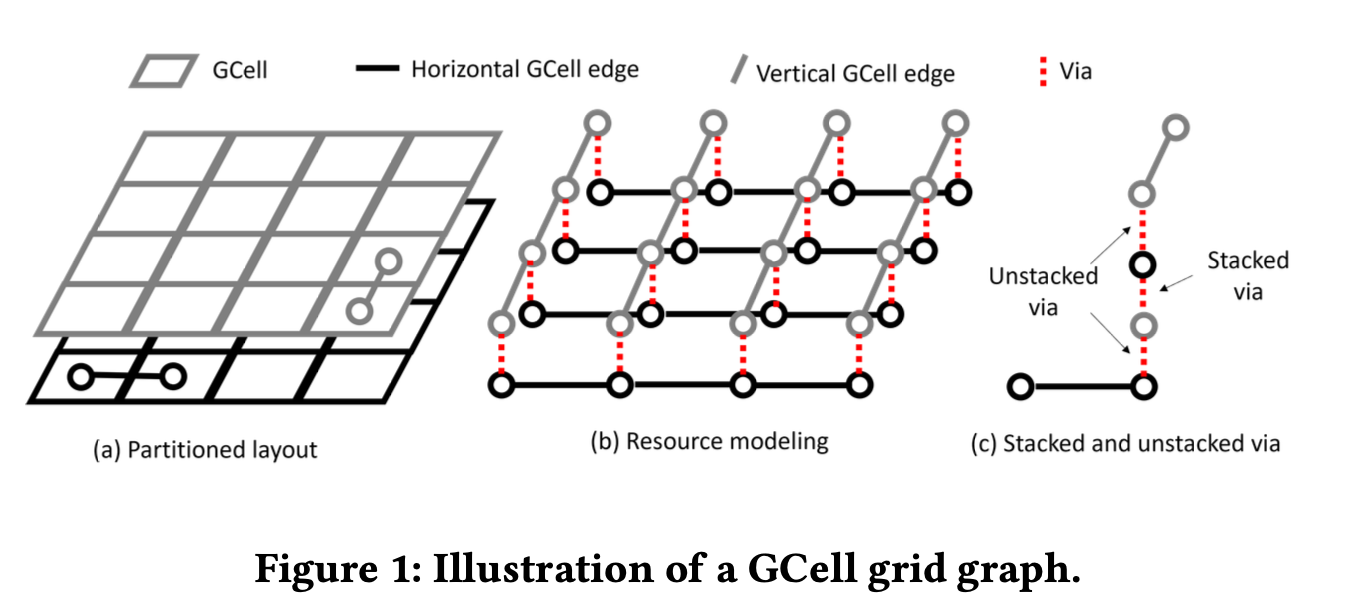 GCell
Horizontal GCell edge
Vertical GCell edge
Via
Unstacked
via
Stacked
via
(a) Partitioned layout
(b) Resource modeling
(c) Stacked and unstacked via
Figure 1: Illustration of a GCell grid graph.